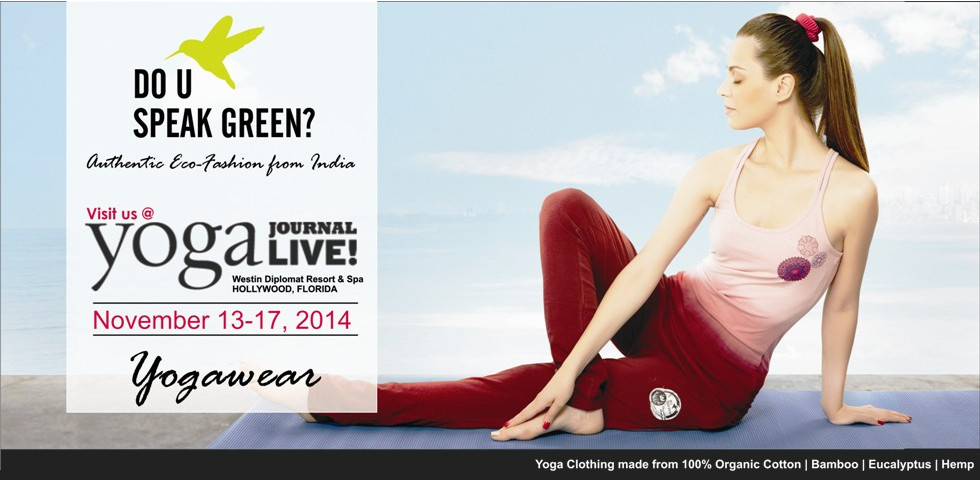 DO U
SPEAK GREEN?
Authentic Eco-Fashion from India
Visit us @
yoga JOURNAL LIVE!
Westin Diplomat Resort & Spa
HOLLYWOOD, FLORIDA
November 13-17, 2014
Yogawear
Yoga Clothing made from 100% Organic Cotton | Bamboo | Eucalyptus | Hemp